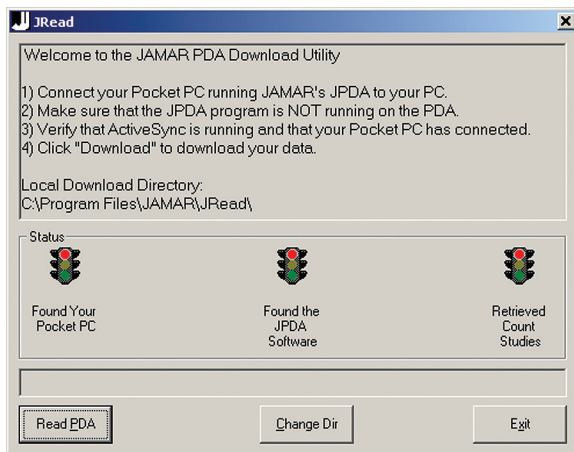 JRead
Welcome to the JAMAR PDA Download Utility
1) Connect your Pocket PC running JAMAR's JPDA to your PC.
2) Make sure that the JPDA program is NOT running on the PDA.
3) Verify that ActiveSync is running and that your Pocket PC has connected.
4) Click "Download" to download your data.
Local Download Directory:
C:\Program Files\JAMAR\JRead\
Status
Found Your
Pocket PC
Found the
JPDA
Software
Retrieved
Count
Studies
Read PDA
Change Dir
Exit